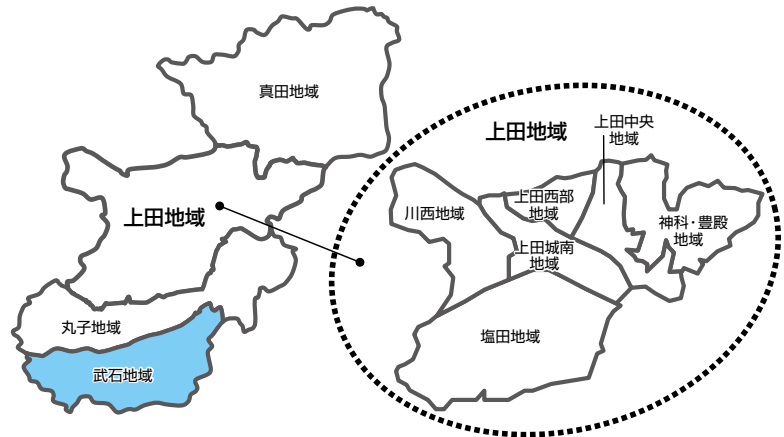 真田地域
上田地域
丸子地域
武石地域
上田地域
上田中央
地域
川西地域
上田西部
地域
神科・豊殿
地域
上田城南
地域
塩田地域